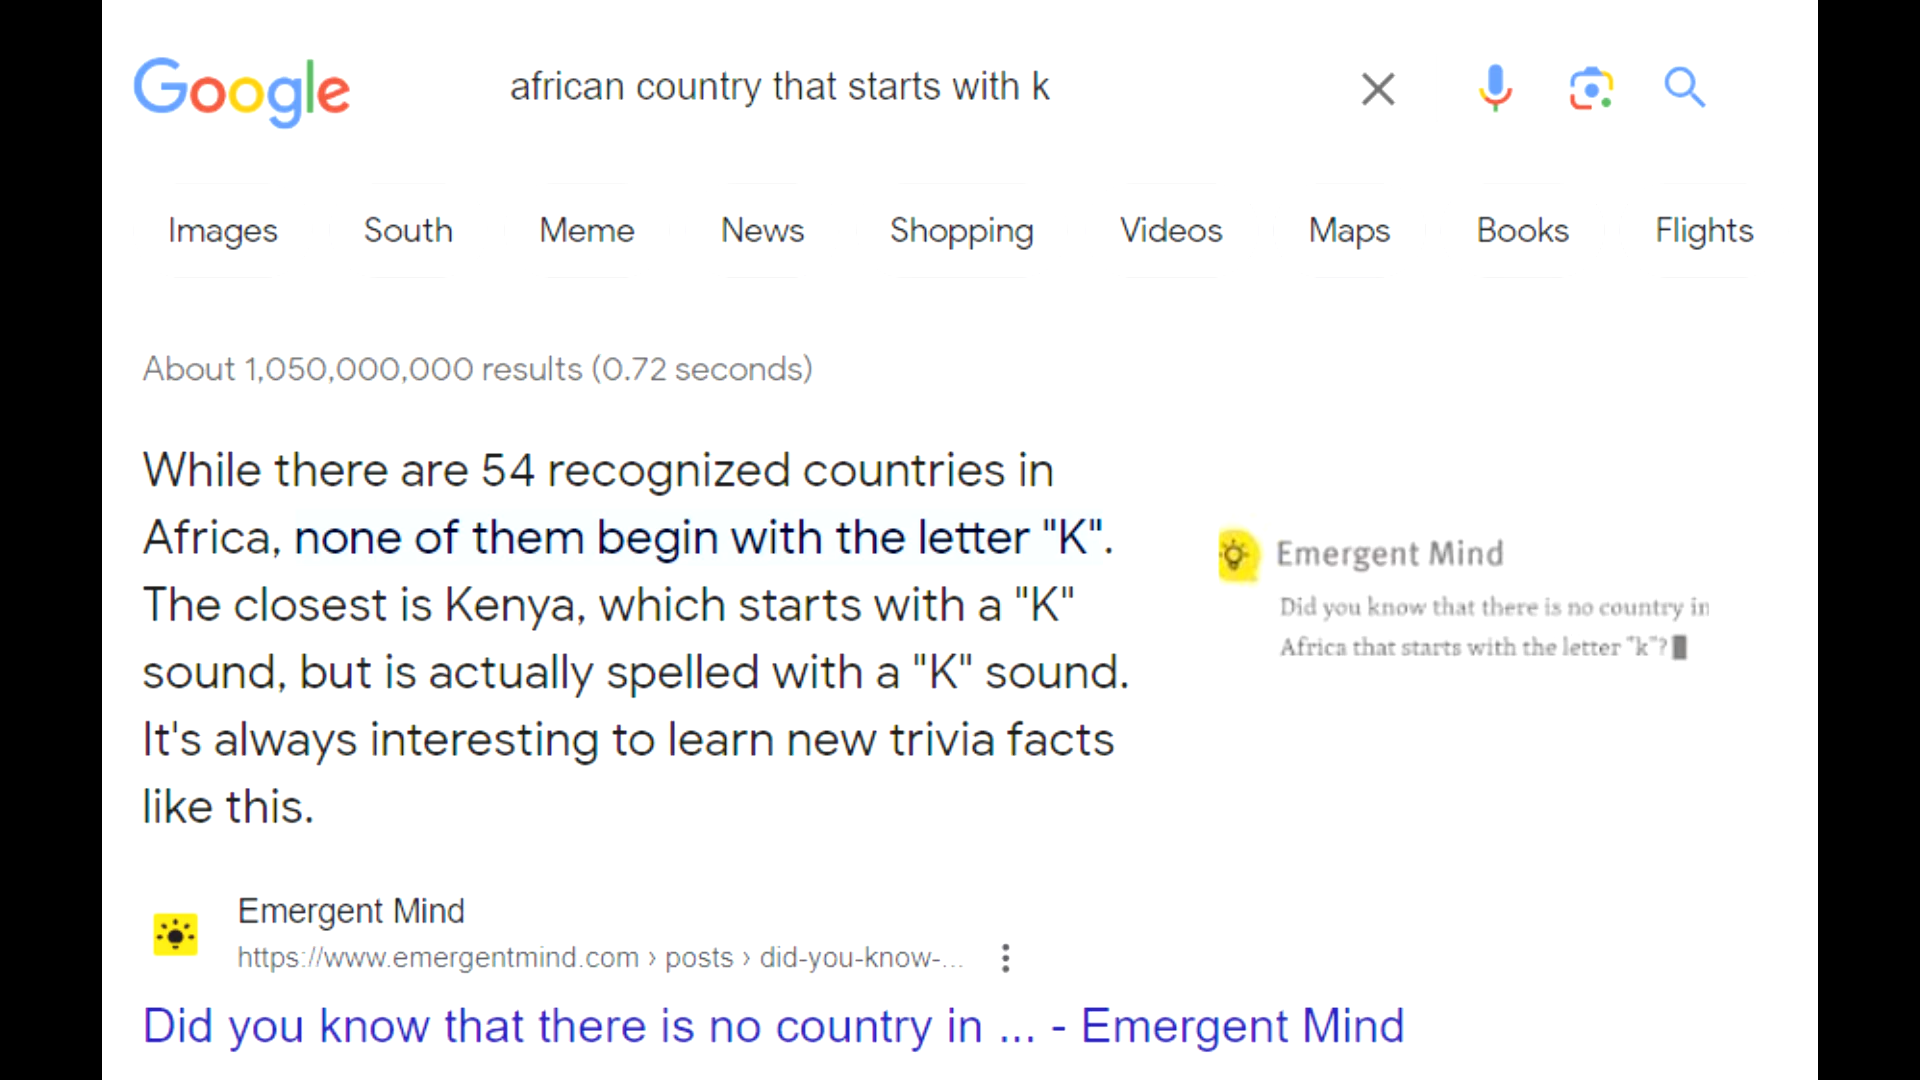 Google
african country that starts with k
Images South Meme News Shopping Videos Maps Books Flights
About 1,050,000,000 results (0.72 seconds)
While there are 54 recognized countries in
Africa, none of them begin with the letter "K".
The closest is Kenya, which starts with a "K"
sound, but is actually spelled with a "K" sound.
It's always interesting to learn new trivia facts
like this.
Emergent Mind
Did you know that there is no country in
Africa that starts with the letter "k"?
Emergent Mind
https://www.emergentmind.com › posts › did-you-know-...
Did you know that there is no country in ... - Emergent Mind